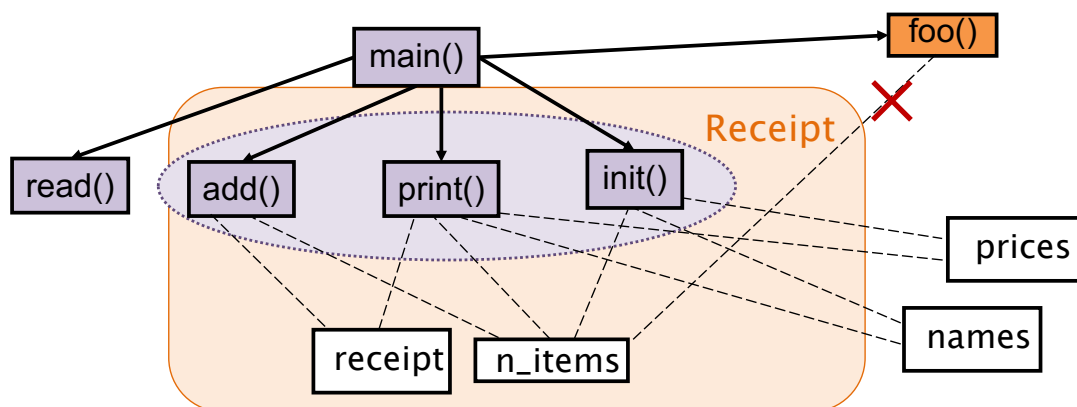 main()
foo()
Receipt
read()
add()
print()
init()
prices
receipt
n_items
names